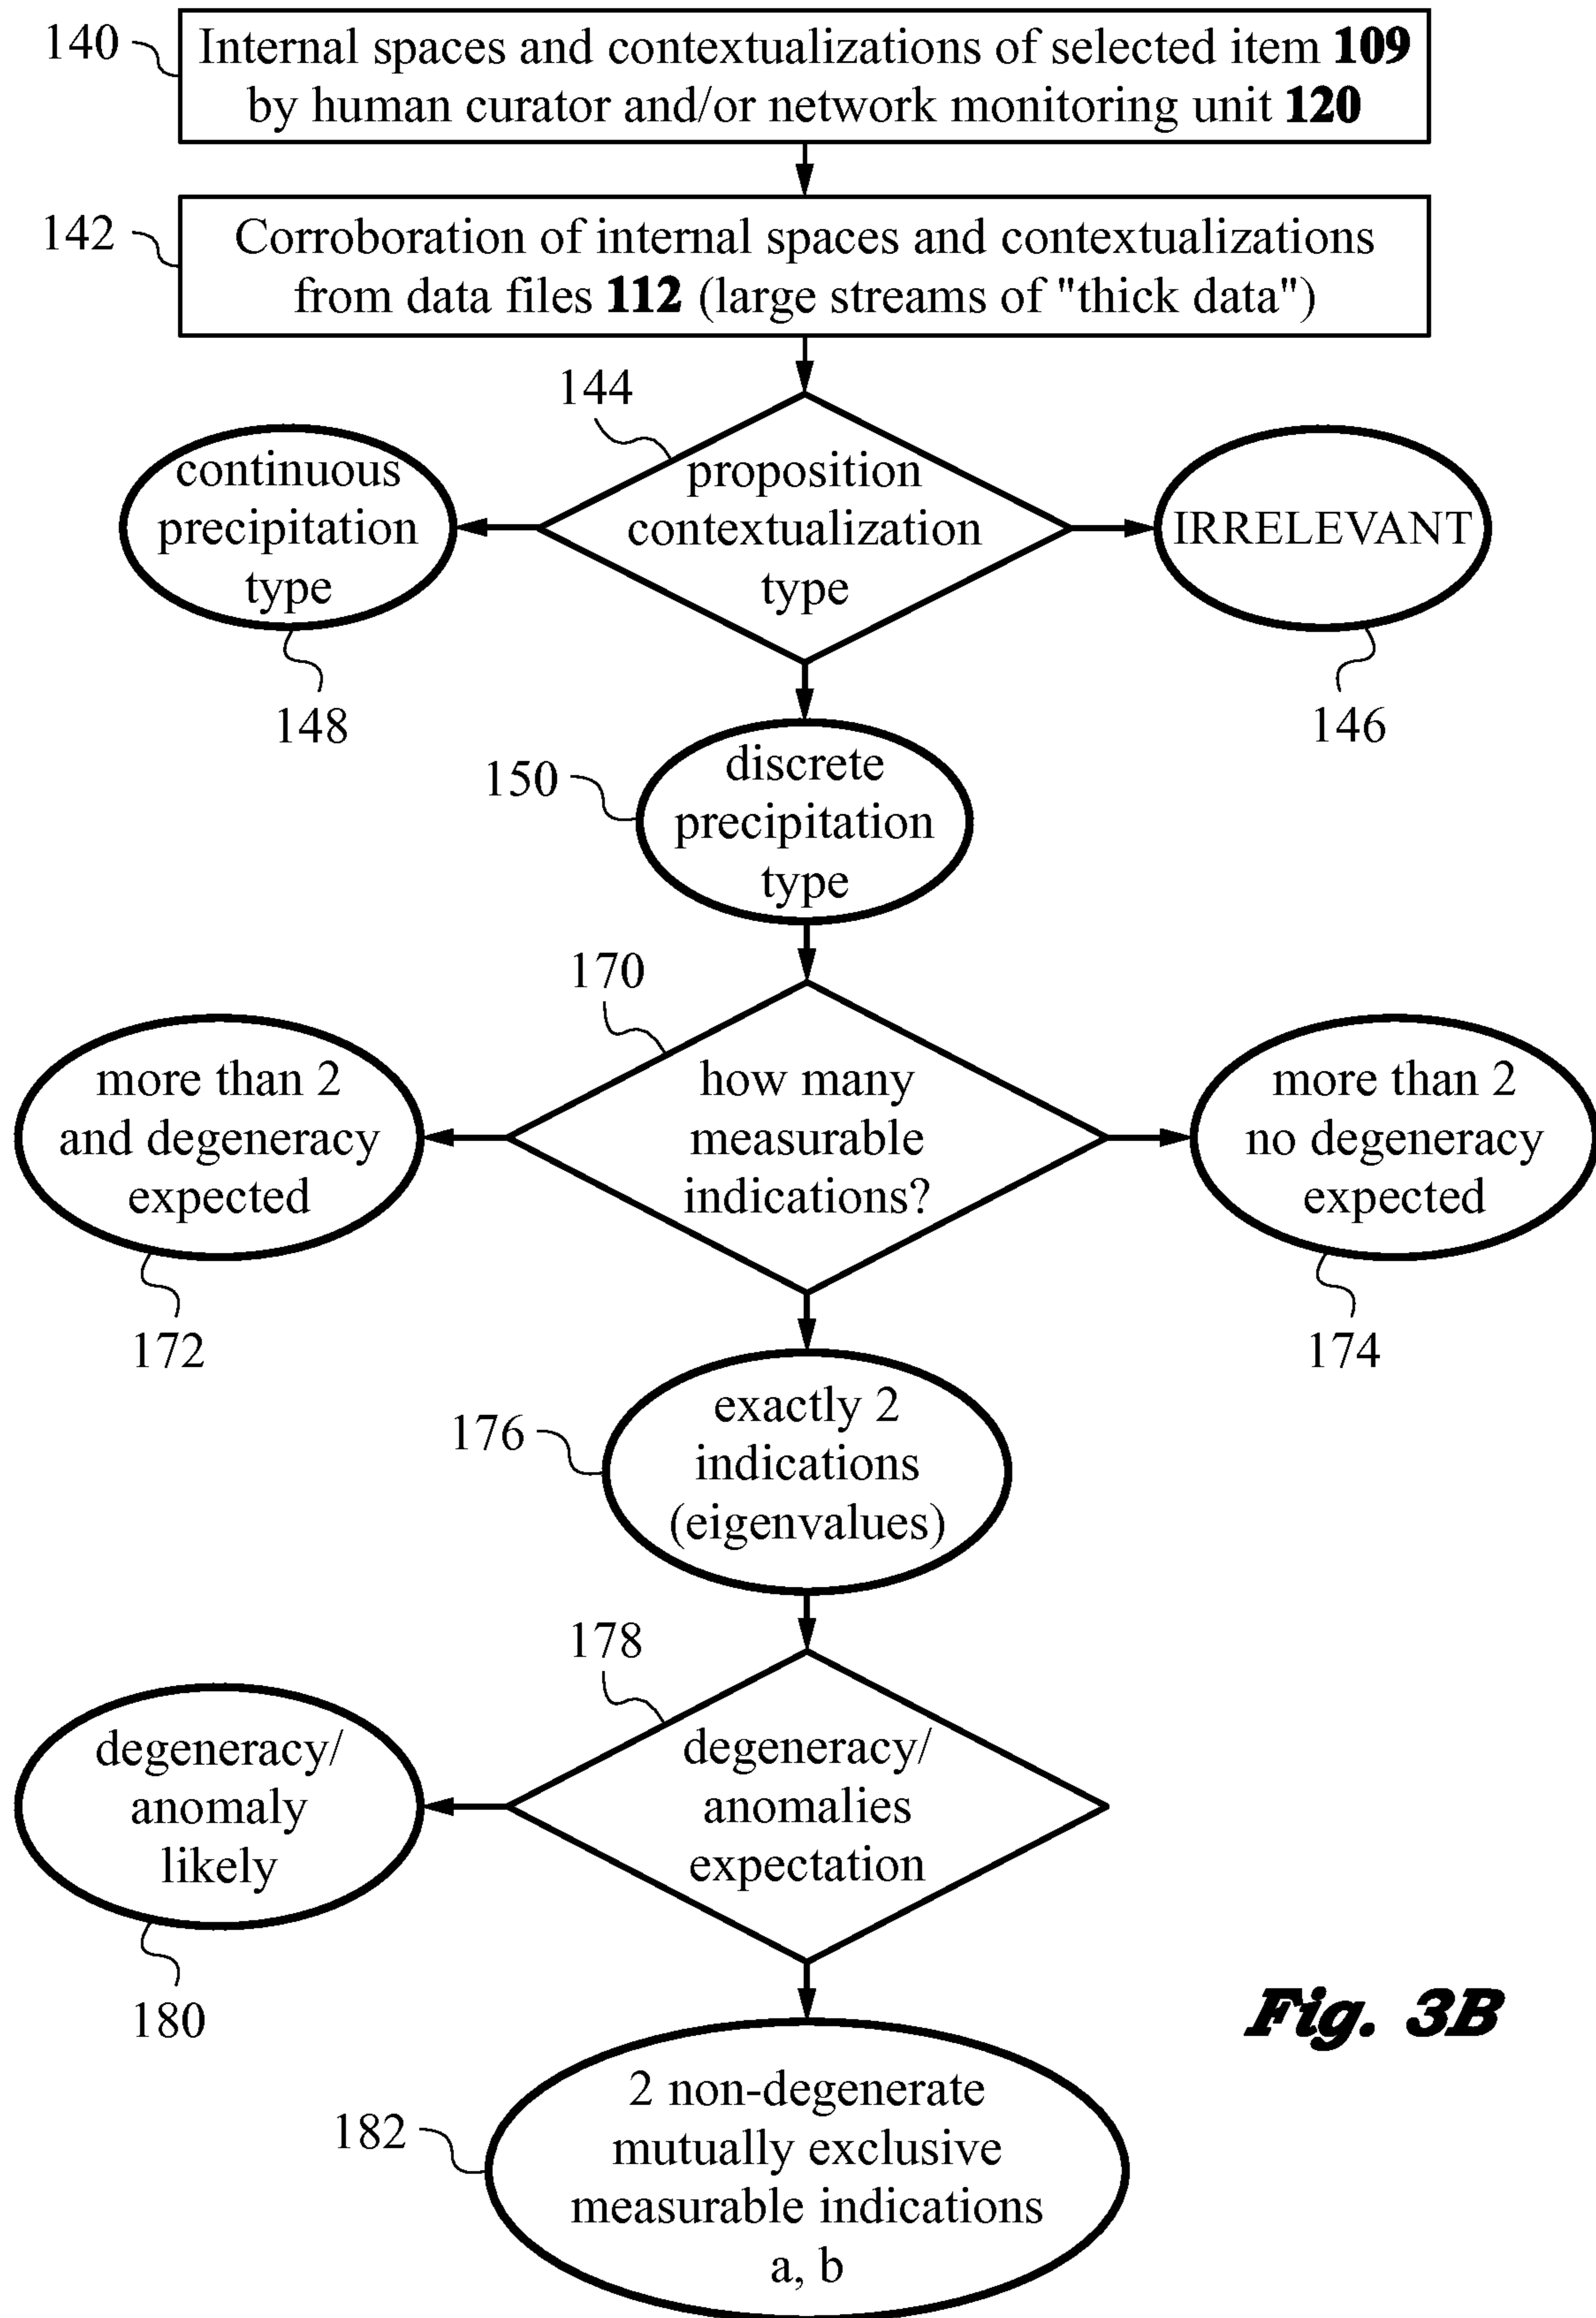 140
Internal spaces and contextualizations of selected item 109
by human curator and/or network monitoring unit 120
142
Corroboration of internal spaces and contextualizations
from data files 112 (large streams of "thick data")
144
continuous
precipitation
type
proposition
contextualization
type
IRRELEVANT
148
146
150
discrete
precipitation
type
170
more than 2
and degeneracy
expected
how many
measurable
indications?
more than 2
no degeneracy
expected
172
174
176
exactly 2
indications
(eigenvalues)
178
degeneracy/
anomaly
likely
degeneracy/
anomalies
expectation
180
Fig. 3B
182
2 non-degenerate
mutually exclusive
measurable indications
a, b